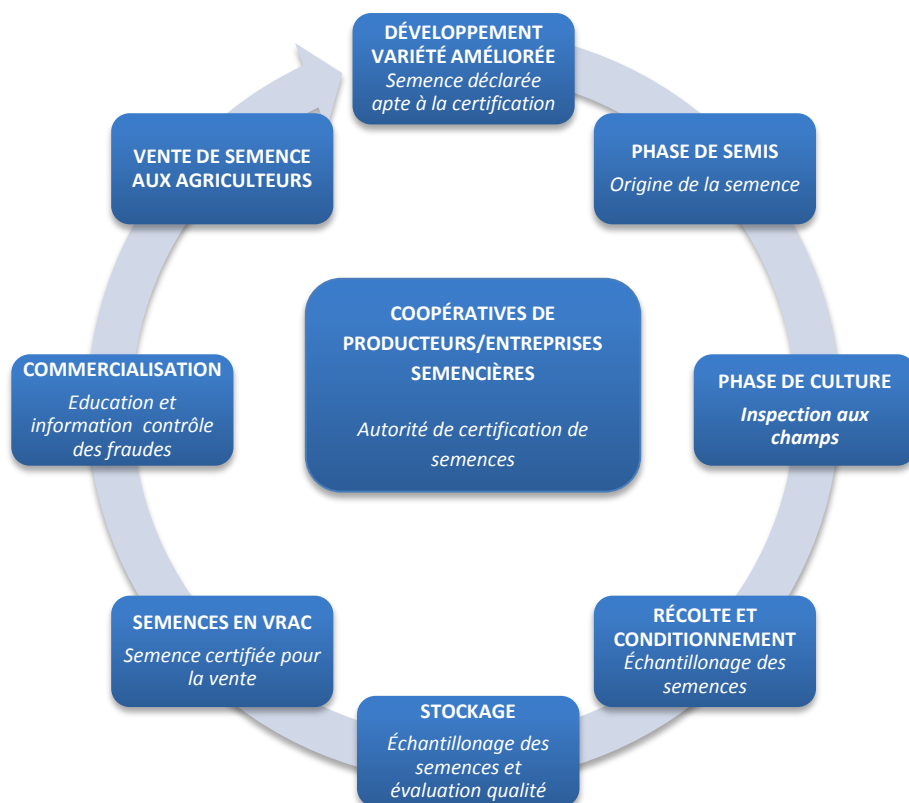 DÉVELOPPEMENT
VARIÉTÉ AMÉLIORÉE
Semence déclarée
apte à la certification
PHASE DE SEMIS
Origine de la semence
PHASE DE CULTURE
Inspection aux
champs
RÉCOLTE ET
CONDITIONNEMENT
Échantillonage des
semences
STOCKAGE
Échantillonage des
semences et
évaluation qualité
SEMENCES EN VRAC
Semence certifiée pour
la vente
COMMERCIALISATION
Education et
information contrôle
des fraudes
VENTE DE SEMENCE
AUX AGRICULTEURS
COOPÉRATIVES DE
PRODUCTEURS/ENTREPRISES
SEMENCIÈRES
Autorité de certification de
semences